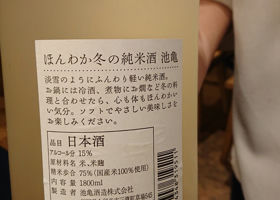 ほんわか冬の純米酒 池亀
淡雪のようにふんわり軽い純米酒。
お鍋には冷酒、煮物にお燗など冬の料
理と合わせたら、心も体もほんわかい
い気分。ソフトでやさしい美味しさを
お楽しみください。
品目 日本酒
アルコール分 15%
原材料名 米、米麹
精米歩合 75%(国産米100%使用)
内容量 1800ml
製造者 池亀酒造株式会社